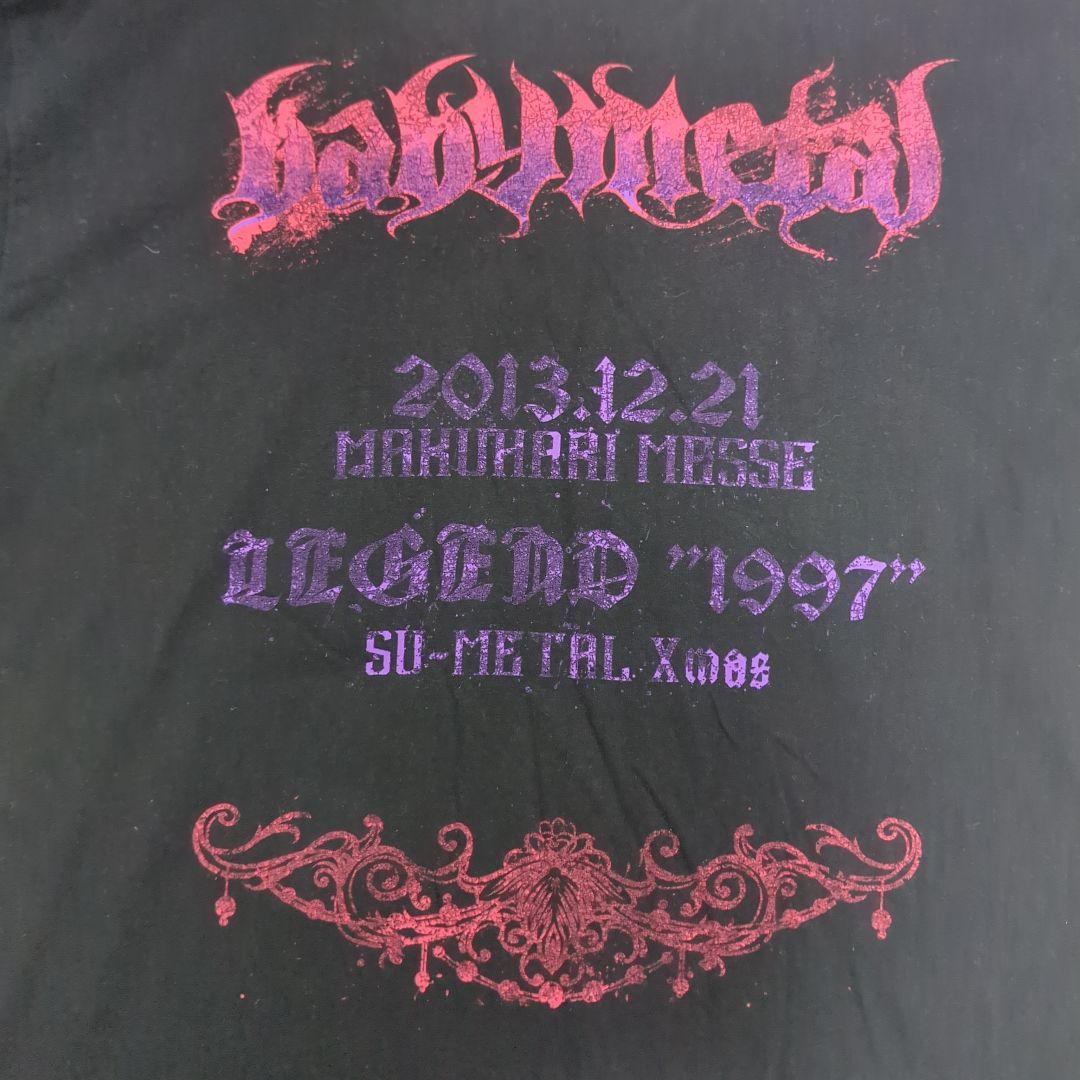 babymetal
2013.12.21
MAKUHARI MESSE
LEGEND "1997"
SU-METAL Xmas